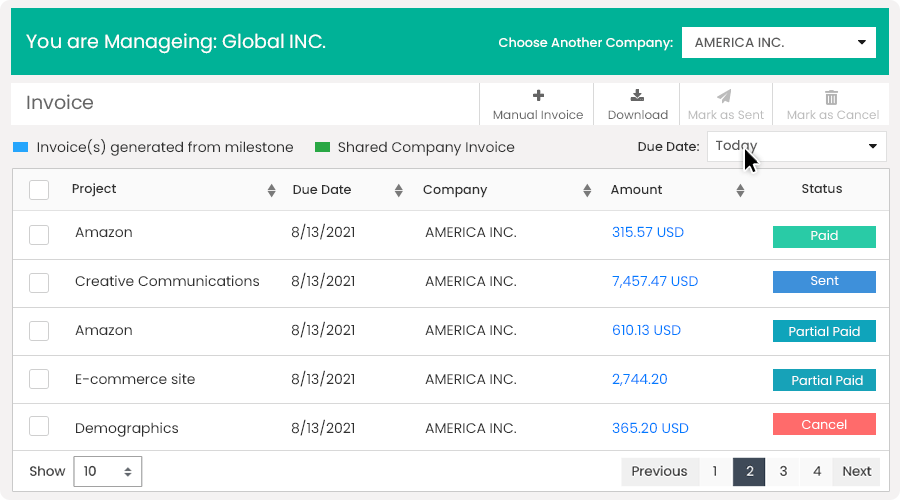 You are Manageing: Global INC.
Choose Another Company: AMERICA INC.
Invoice
Manual Invoice Download Mark as Sent Mark as Cancel
Invoice(s) generated from milestone Shared Company Invoice Due Date: Today
Project Due Date Company Amount Status
Amazon 8/13/2021 AMERICA INC. 315.57 USD Paid
Creative Communications 8/13/2021 AMERICA INC. 7,457.47 USD Sent
Amazon 8/13/2021 AMERICA INC. 610.13 USD Partial Paid
E-commerce site 8/13/2021 AMERICA INC. 2,744.20 Partial Paid
Demographics 8/13/2021 AMERICA INC. 365.20 USD Cancel
Show 10 Previous 1 2 3 4 Next